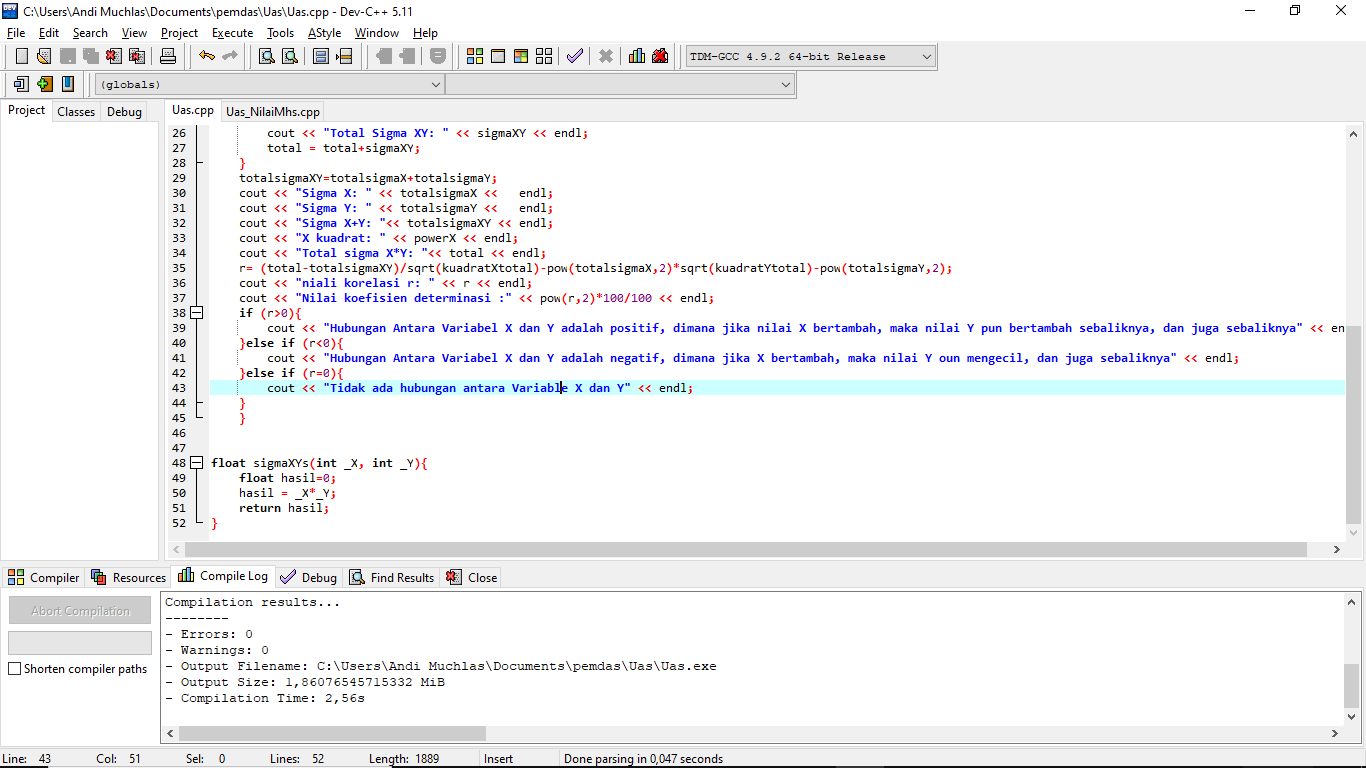 C:\Users\Andi Muchlas\Documents\pemdas\Uas\Uas.cpp - Dev-C++ 5.11
File Edit Search View Project Execute Tools AStyle Window Help
TDM-GCC 4.9.2 64-bit Release
(globals)
Project Classes Debug Uas.cpp Uas_NilaiMhs.cpp
26 cout << "Total Sigma XY: " << sigmaXY << endl;
27 total = total+sigmaXY;
28 }
29 totalsigmaXY=totalsigmaX+totalsigmaY;
30 cout << "Sigma X: " << totalsigmaX << endl;
31 cout << "Sigma Y: " << totalsigmaY << endl;
32 cout << "Sigma X+Y: "<< totalsigmaXY << endl;
33 cout << "X kuadrat: " << powerX << endl;
34 cout << "Total sigma X*Y: "<< total << endl;
35 r= (total-totalsigmaXY)/sqrt(kuadratXtotal)-pow(totalsigmaX,2)*sqrt(kuadratYtotal)-pow(totalsigmaY,2);
36 cout << "niali korelasi r: " << r << endl;
37 cout << "Nilai koefisien determinasi :" << pow(r,2)*100/100 << endl;
38 if (r>0){
39 cout << "Hubungan Antara Variabel X dan Y adalah positif, dimana jika nilai X bertambah, maka nilai Y pun bertambah sebaliknya, dan juga sebaliknya" << en
40 }else if (r<0){
41 cout << "Hubungan Antara Variabel X dan Y adalah negatif, dimana jika X bertambah, maka nilai Y oun mengecil, dan juga sebaliknya" << endl;
42 }else if (r=0){
43 cout << "Tidak ada hubungan antara Variable X dan Y" << endl;
44 }
45 }
46
47
48 float sigmaXYs(int _X, int _Y){
49 float hasil=0;
50 hasil = _X*_Y;
51 return hasil;
52 }
Compiler Resources Compile Log Debug Find Results Close
Abort Compilation
Shorten compiler paths
Compilation results...
--------
- Errors: 0
- Warnings: 0
- Output Filename: C:\Users\Andi Muchlas\Documents\pemdas\Uas\Uas.exe
- Output Size: 1,86076545715332 MiB
- Compilation Time: 2,56s
Line: 43 Col: 51 Sel: 0 Lines: 52 Length: 1889 Insert Done parsing in 0,047 seconds